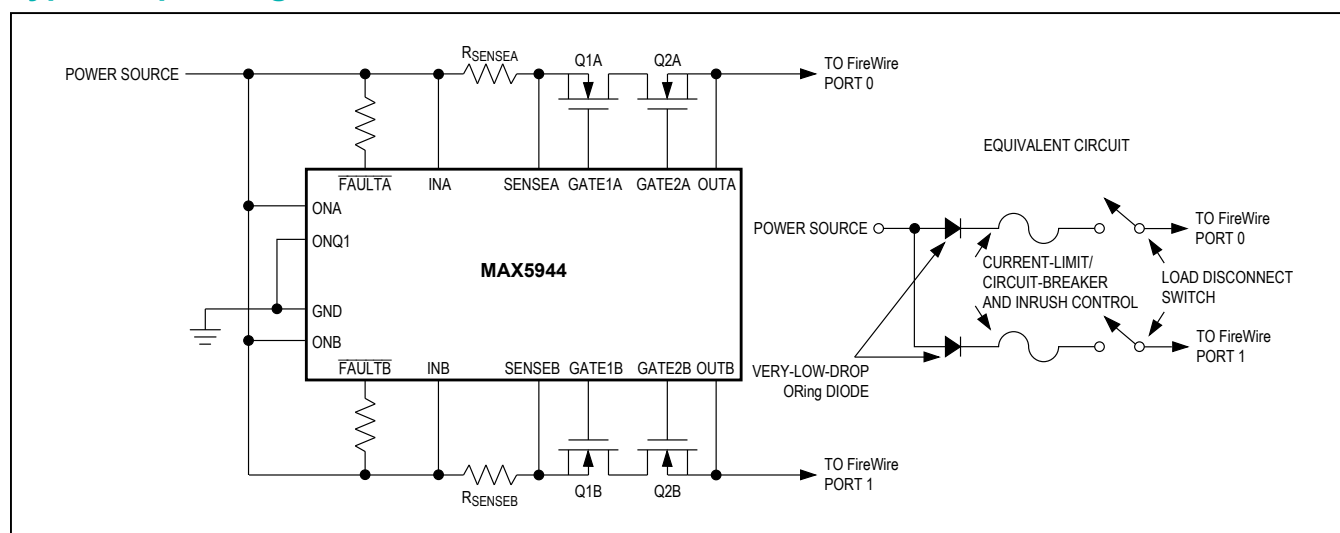 POWER SOURCE
RSENSEA
Q1A
Q2A
TO FireWire
PORT 0
FAULTA
INA
SENSEA
GATE1A
GATE2A
OUTA
ONA
ONQ1
MAX5944
GND
ONB
FAULTB
INB
SENSEB
GATE1B
GATE2B
OUTB
RSENSEB
Q1B
Q2B
TO FireWire
PORT 1
EQUIVALENT CIRCUIT
POWER SOURCE
TO FireWire
PORT 0
CURRENT-LIMIT/
CIRCUIT-BREAKER
AND INRUSH CONTROL
LOAD DISCONNECT
SWITCH
TO FireWire
PORT 1
VERY-LOW-DROP
ORing DIODE